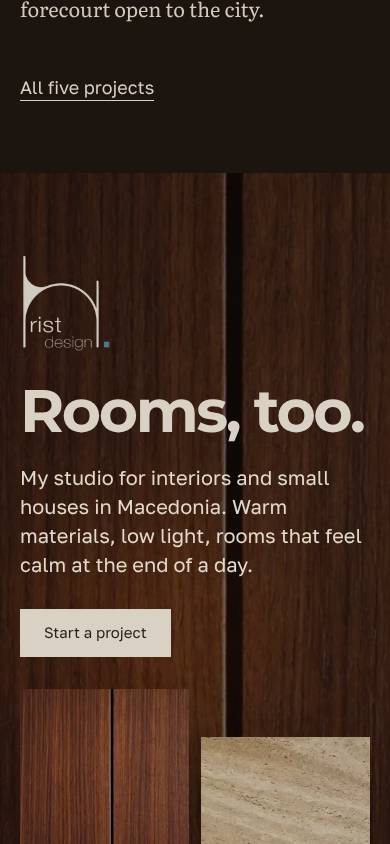 forecourt open to the city.
All five projects
rist
design
Rooms, too.
My studio for interiors and small
houses in Macedonia. Warm
materials, low light, rooms that feel
calm at the end of a day.
Start a project